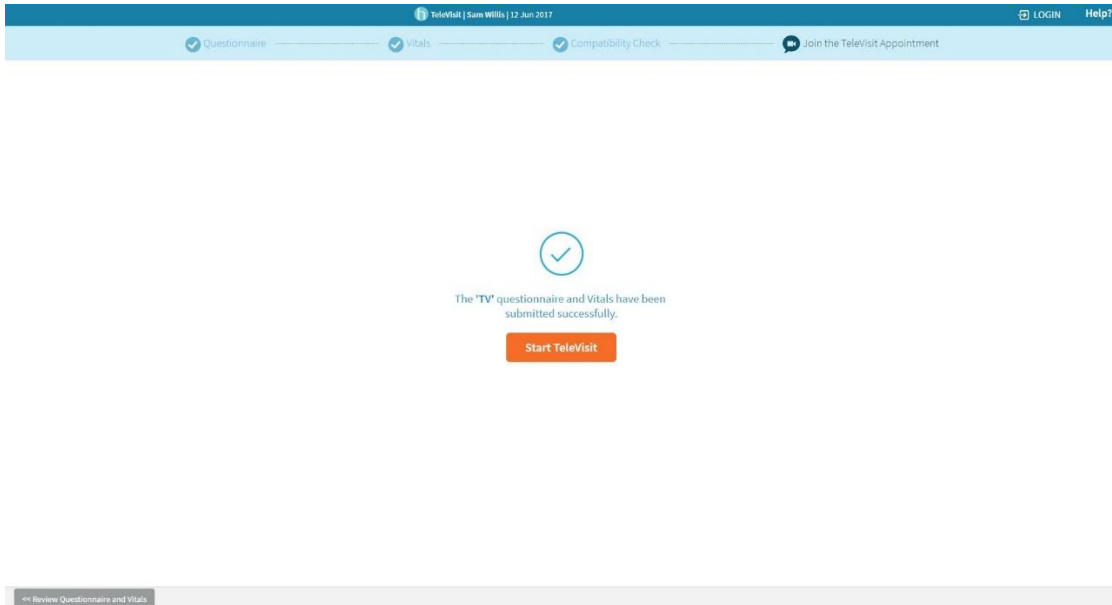 TeleVisit | Sam Willis | 12 Jun 2017
LOGIN
Help?
Questionnaire
Vitals
Compatibility Check
Join the TeleVisit Appointment
The 'TV' questionnaire and Vitals have been
submitted successfully.
Start TeleVisit
<< Review Questionnaire and Vitals